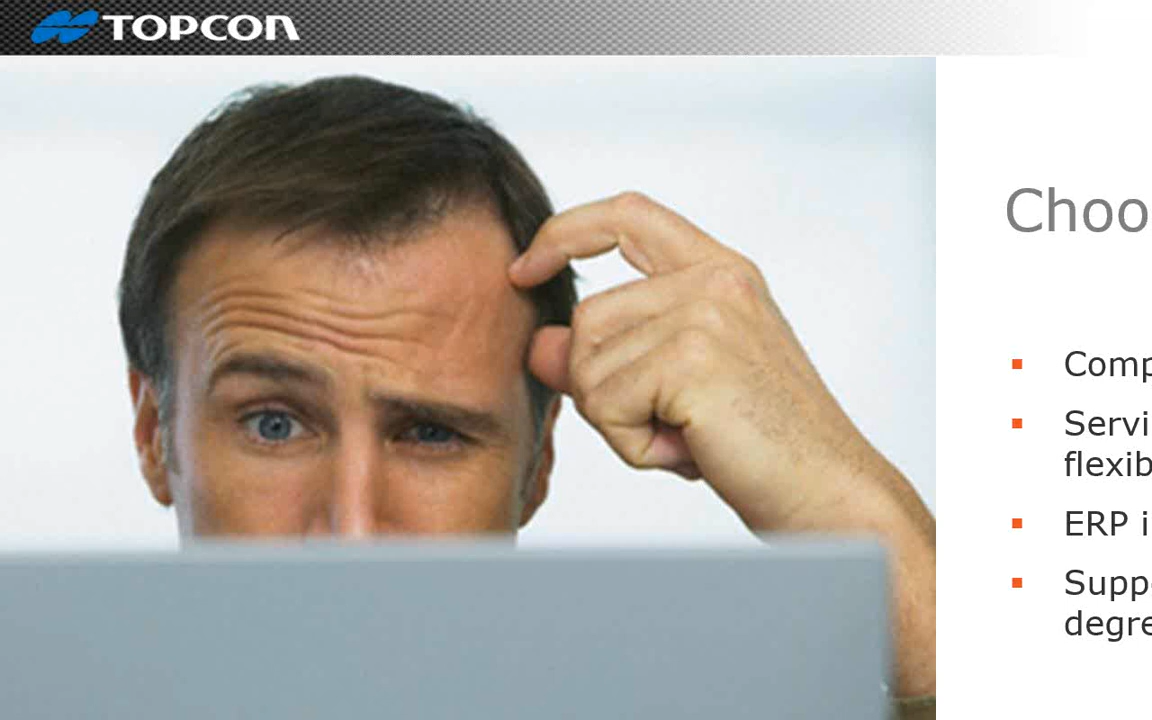 TOPCON
Choo
Comp
Servi
flexib
ERP i
Supp
degre